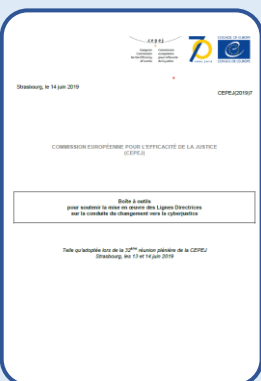 cepej
COUNCIL OF EUROPE
70
CONSEIL DE L'EUROPE
Strasbourg, le 14 juin 2019
CEPEJ(2019)7
COMMISSION EUROPÉENNE POUR L'EFFICACITÉ DE LA JUSTICE
(CEPEJ)
Boîte à outils
pour soutenir la mise en œuvre des Lignes Directrices
sur la conduite du changement vers la cyberjustice
Telle qu'adoptée lors de la 32ème réunion plénière de la CEPEJ
Strasbourg, les 13 et 14 juin 2019